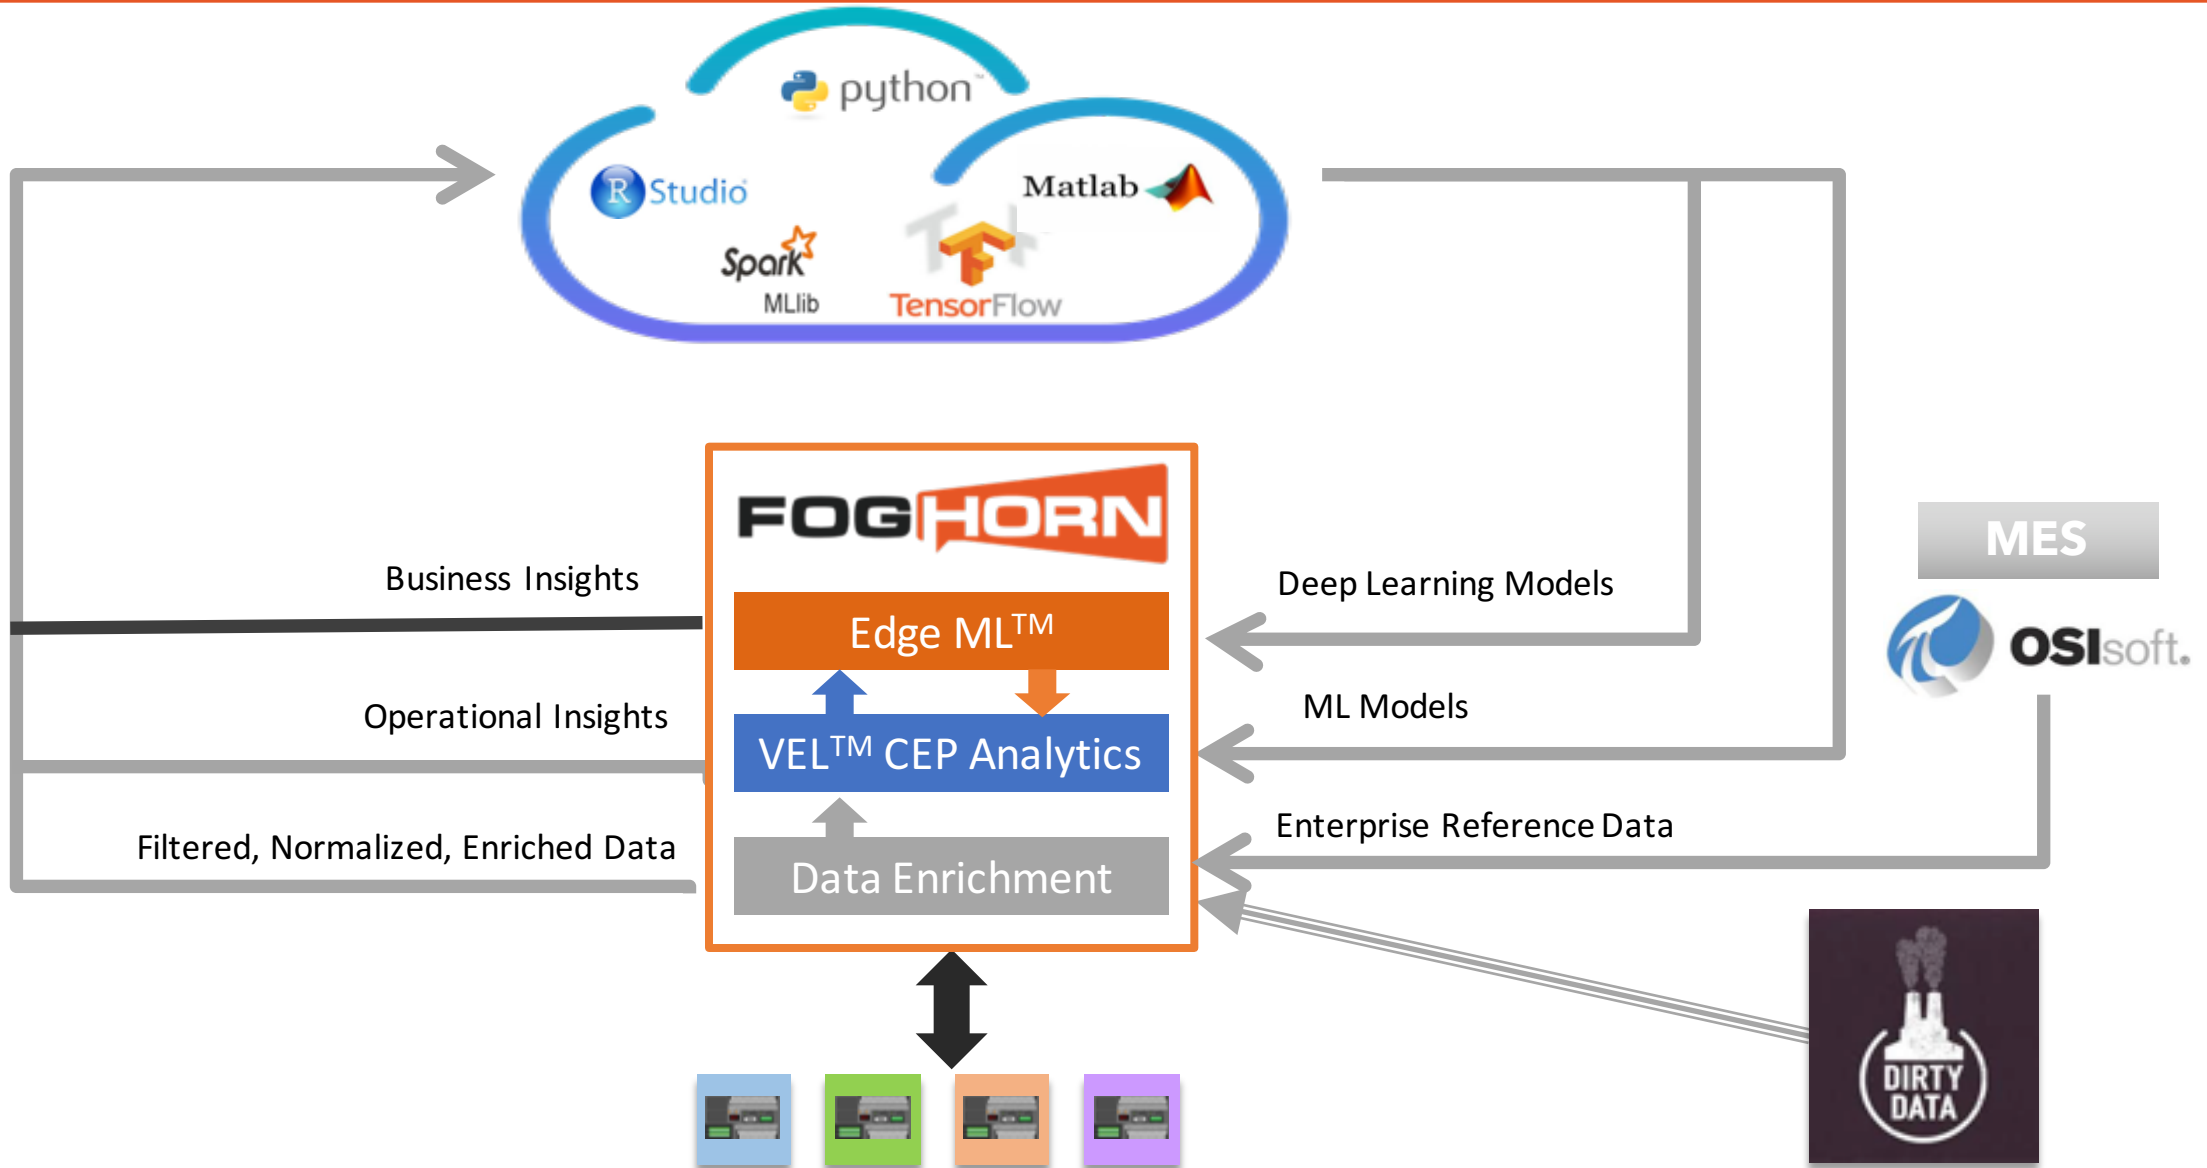 python™
R Studio
Matlab
Spark
MLlib
TensorFlow
FOGHORN
MES
OSIsoft.
Business Insights
Edge ML™
Deep Learning Models
Operational Insights
VEL™ CEP Analytics
ML Models
Filtered, Normalized, Enriched Data
Data Enrichment
Enterprise Reference Data
DIRTY
DATA